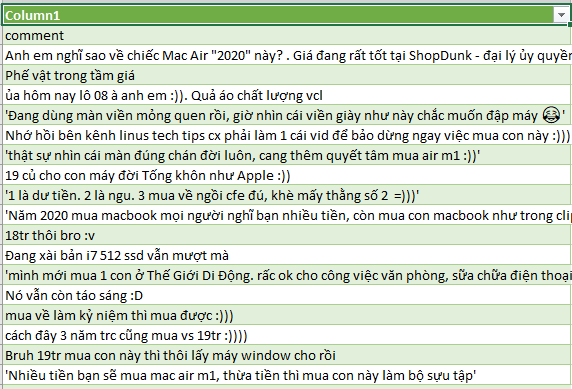 Column1
comment
Anh em nghĩ sao về chiếc Mac Air "2020" này? . Giá đang rất tốt tại ShopDunk - đại lý ủy quyền
Phế vật trong tầm giá
ủa hôm nay lô 08 à anh em :)). Quả áo chất lượng vcl
'Đang dùng màn viền mỏng quen rồi, giờ nhìn cái viền giày như này chắc muốn đập máy 😂'
Nhớ hồi bên kênh linus tech tips cx phải làm 1 cái vid để bảo dừng ngay việc mua con này :)))
'thật sự nhìn cái màn đúng chán đời luôn, cang thêm quyết tâm mua air m1 :))'
19 củ cho con máy đời Tống khôn như Apple :))
'1 là dư tiền. 2 là ngu. 3 mua về ngồi cfe đú, khè mấy thằng số 2 =)))'
'Năm 2020 mua macbook mọi người nghĩ bạn nhiều tiền, còn mua con macbook như trong clip
18tr thôi bro :v
Đang xài bản i7 512 ssd vẫn mượt mà
'mình mới mua 1 con ở Thế Giới Di Động. rấc ok cho công việc văn phòng, sữa chữa điện thoại
Nó vẫn còn táo sáng :D
mua về làm kỷ niệm thì mua được :)))
cách đây 3 năm trc cũng mua vs 19tr :))))
Bruh 19tr mua con này thì thôi lấy máy window cho rồi
'Nhiều tiền bạn sẽ mua mac air m1, thừa tiền thì mua con này làm bộ sựu tập'